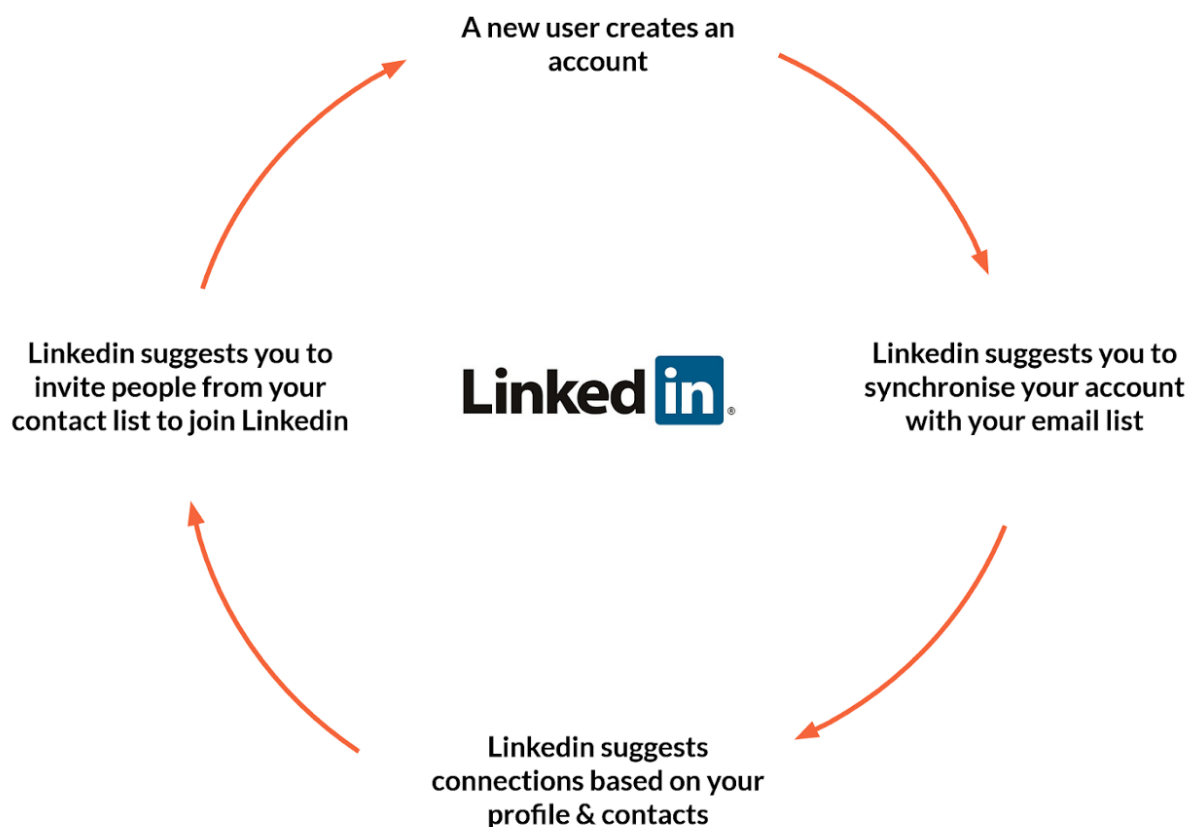 A new user creates an
account
Linkedin suggests you to
synchronise your account
with your email list
Linkedin suggests
connections based on your
profile & contacts
Linkedin suggests you to
invite people from your
contact list to join Linkedin
Linked in ®